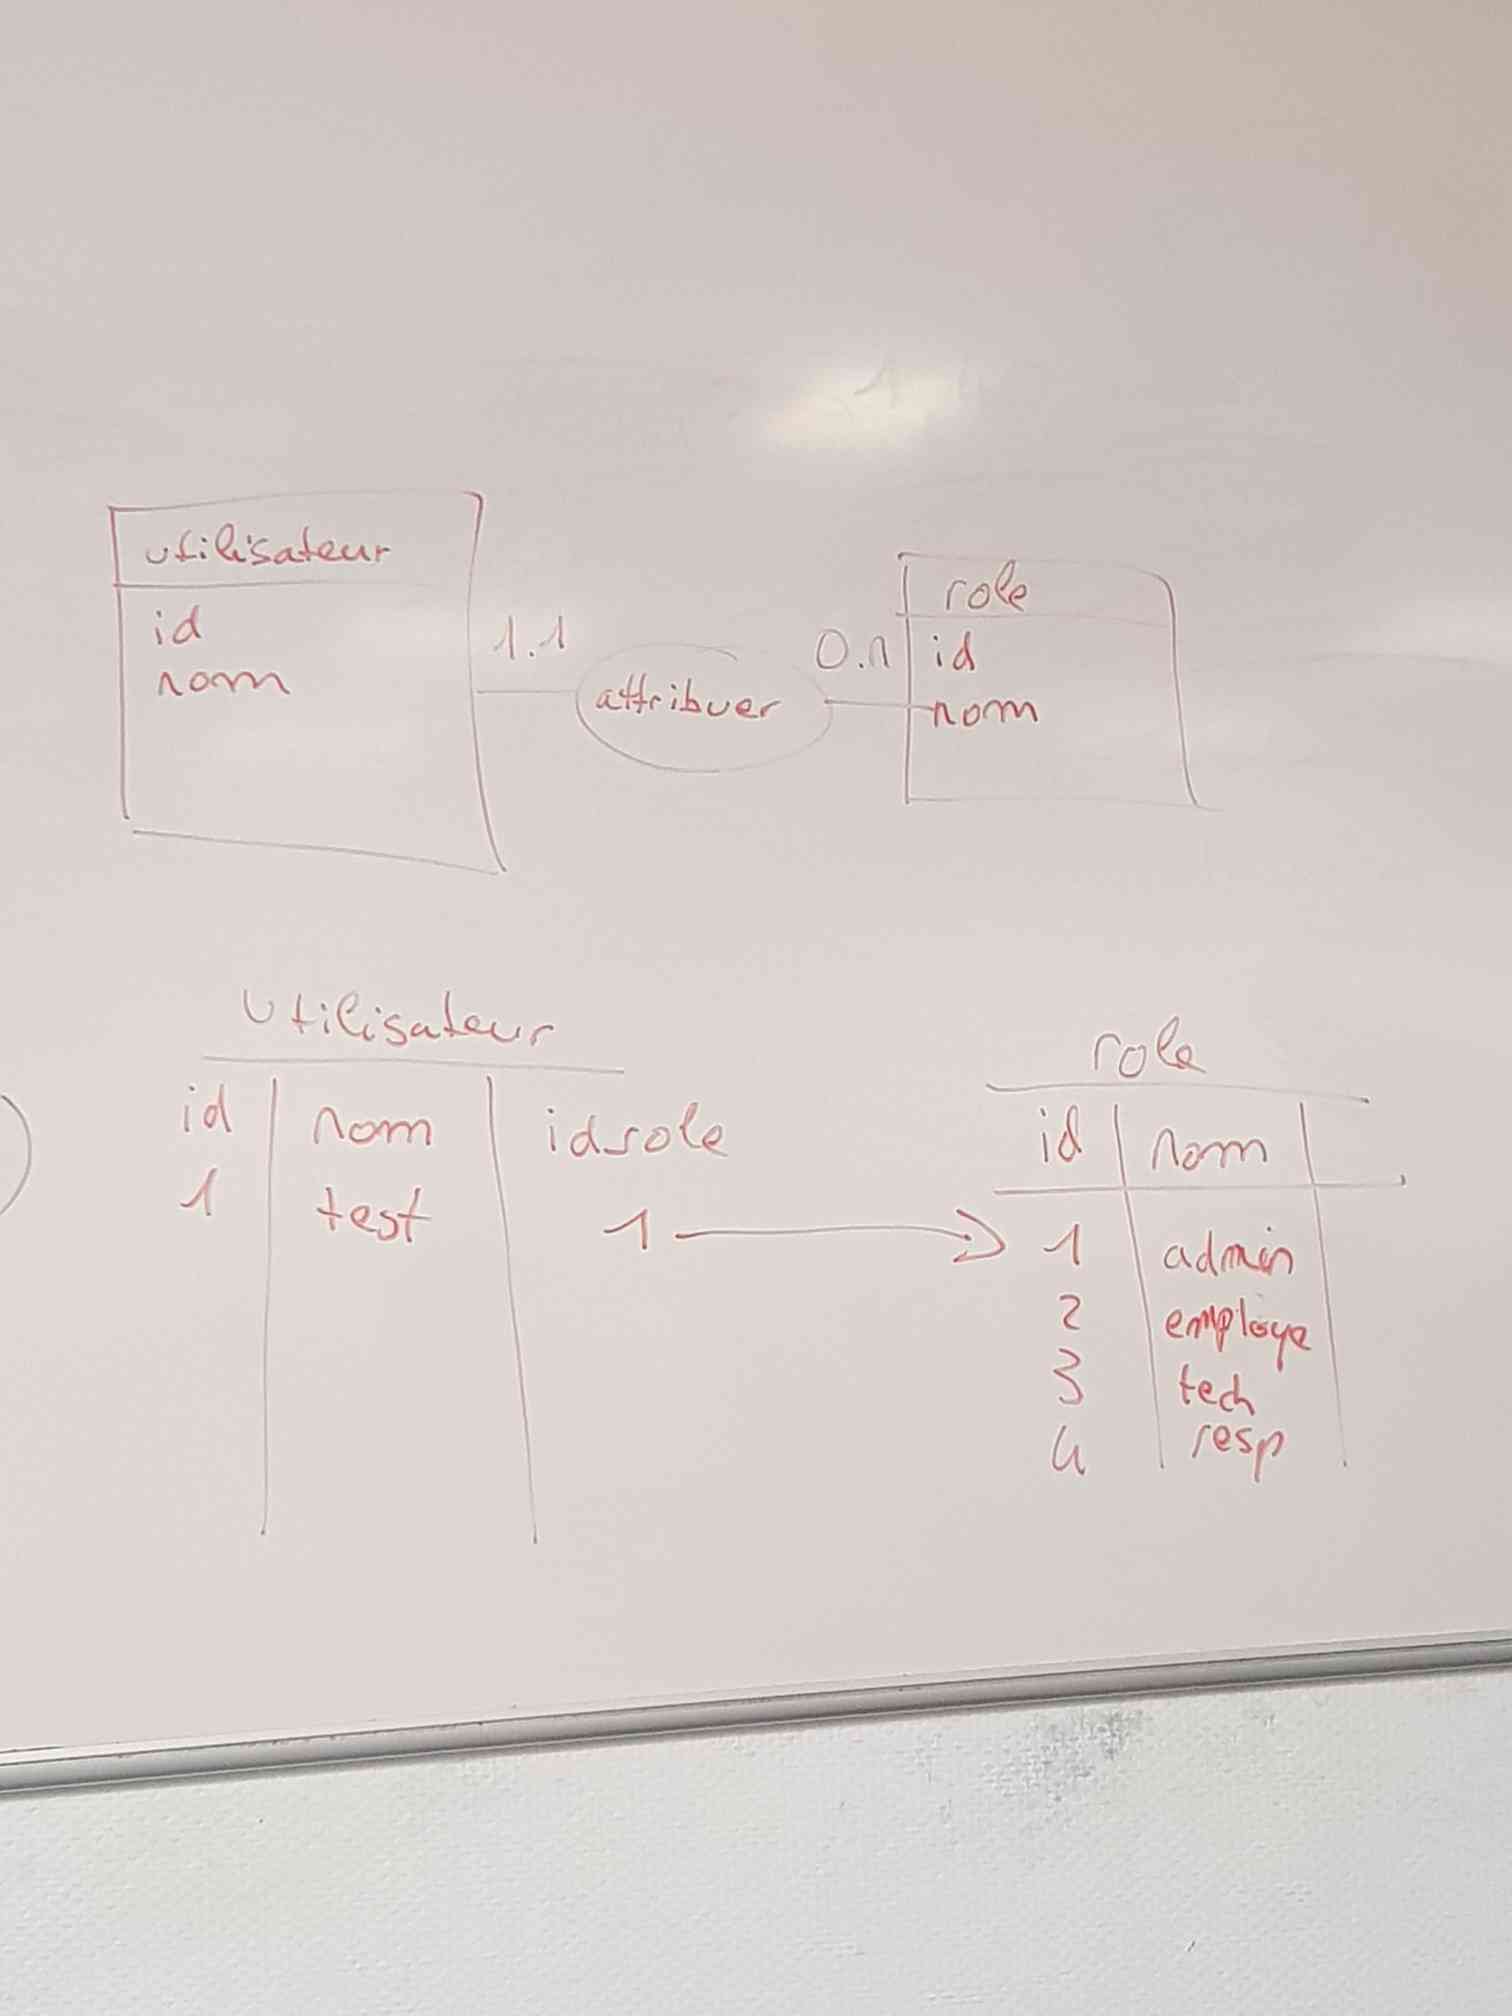 utilisateur
id
nom
1.1
attribuer
0.n
role
id
nom
utilisateur
id nom idrole
1 test 1
role
id nom
1 admin
2 employe
3 tech
4 resp